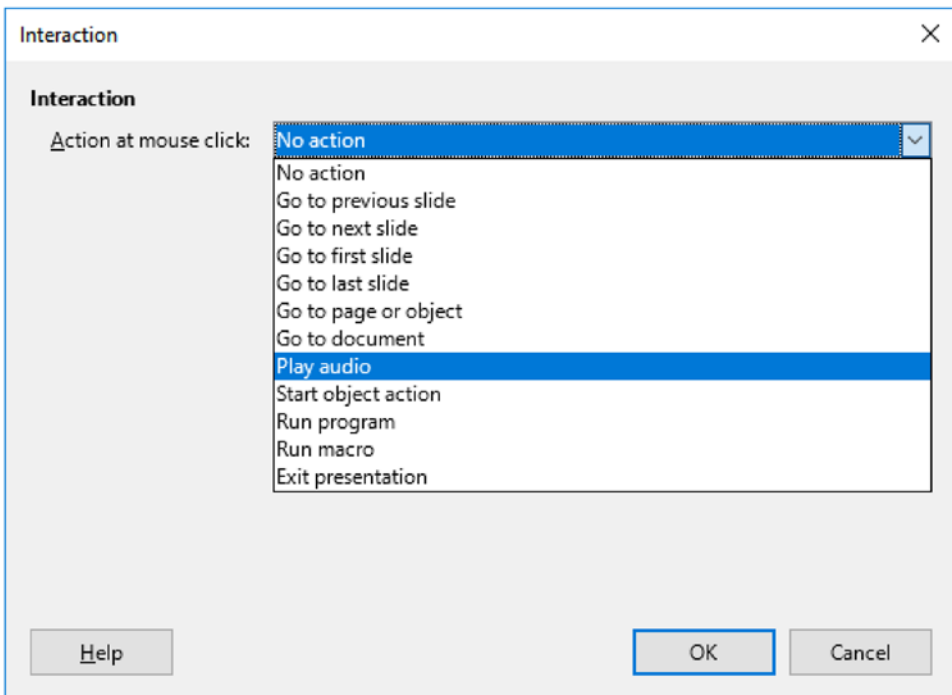 Interaction
Interaction
Action at mouse click: No action
No action
Go to previous slide
Go to next slide
Go to first slide
Go to last slide
Go to page or object
Go to document
Play audio
Start object action
Run program
Run macro
Exit presentation
Help OK Cancel